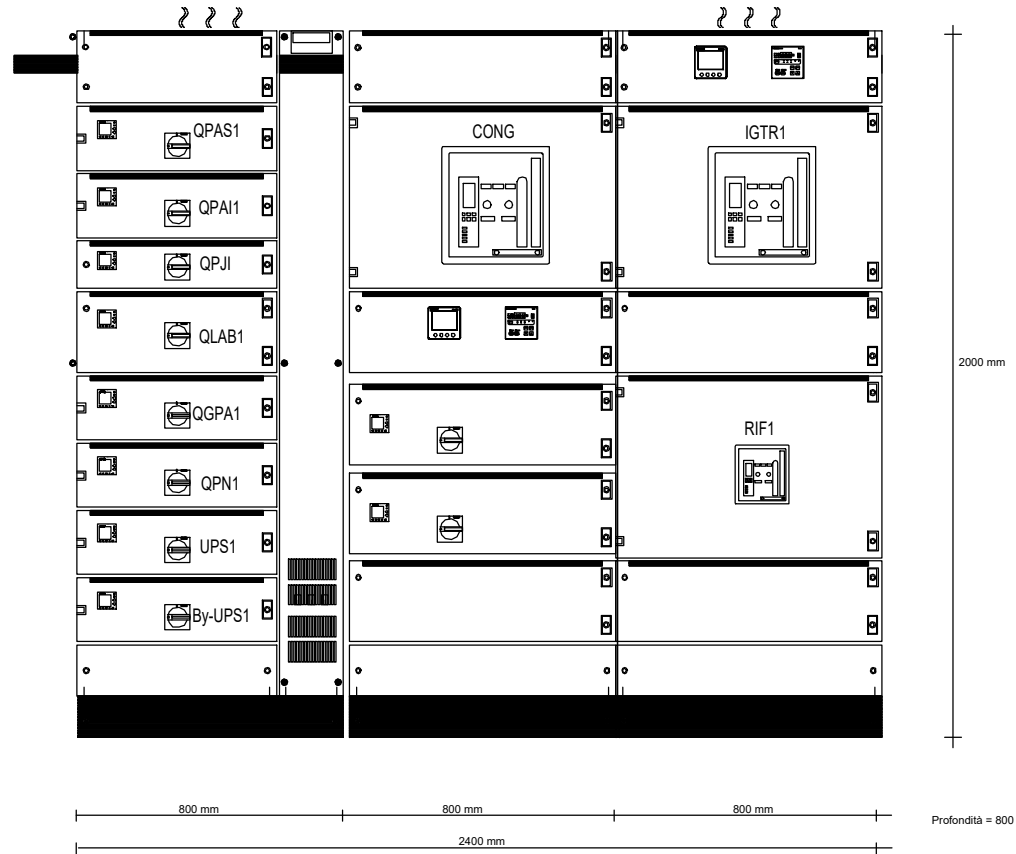 QPAS1
QPAI1
QPJI
QLAB1
QGPA1
QPN1
UPS1
By-UPS1
CONG
IGTR1
RIF1
2000 mm
800 mm
800 mm
800 mm
2400 mm
Profondità = 800